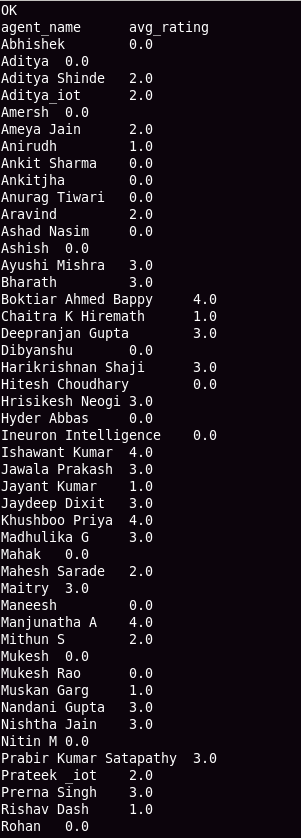 OK
agent_name avg_rating
Abhishek 0.0
Aditya 0.0
Aditya Shinde 2.0
Aditya_iot 2.0
Amersh 0.0
Ameya Jain 2.0
Anirudh 1.0
Ankit Sharma 0.0
Ankitjha 0.0
Anurag Tiwari 0.0
Aravind 2.0
Ashad Nasim 0.0
Ashish 0.0
Ayushi Mishra 3.0
Bharath 3.0
Boktiar Ahmed Bappy 4.0
Chaitra K Hiremath 1.0
Deepranjan Gupta 3.0
Dibyanshu 0.0
Harikrishnan Shaji 3.0
Hitesh Choudhary 0.0
Hrisikesh Neogi 3.0
Hyder Abbas 0.0
Ineuron Intelligence 0.0
Ishawant Kumar 4.0
Jawala Prakash 3.0
Jayant Kumar 1.0
Jaydeep Dixit 3.0
Khushboo Priya 4.0
Madhulika G 3.0
Mahak 0.0
Mahesh Sarade 2.0
Maitry 3.0
Maneesh 0.0
Manjunatha A 4.0
Mithun S 2.0
Mukesh 0.0
Mukesh Rao 0.0
Muskan Garg 1.0
Nandani Gupta 3.0
Nishtha Jain 3.0
Nitin M 0.0
Prabir Kumar Satapathy 3.0
Prateek _iot 2.0
Prerna Singh 3.0
Rishav Dash 1.0
Rohan 0.0